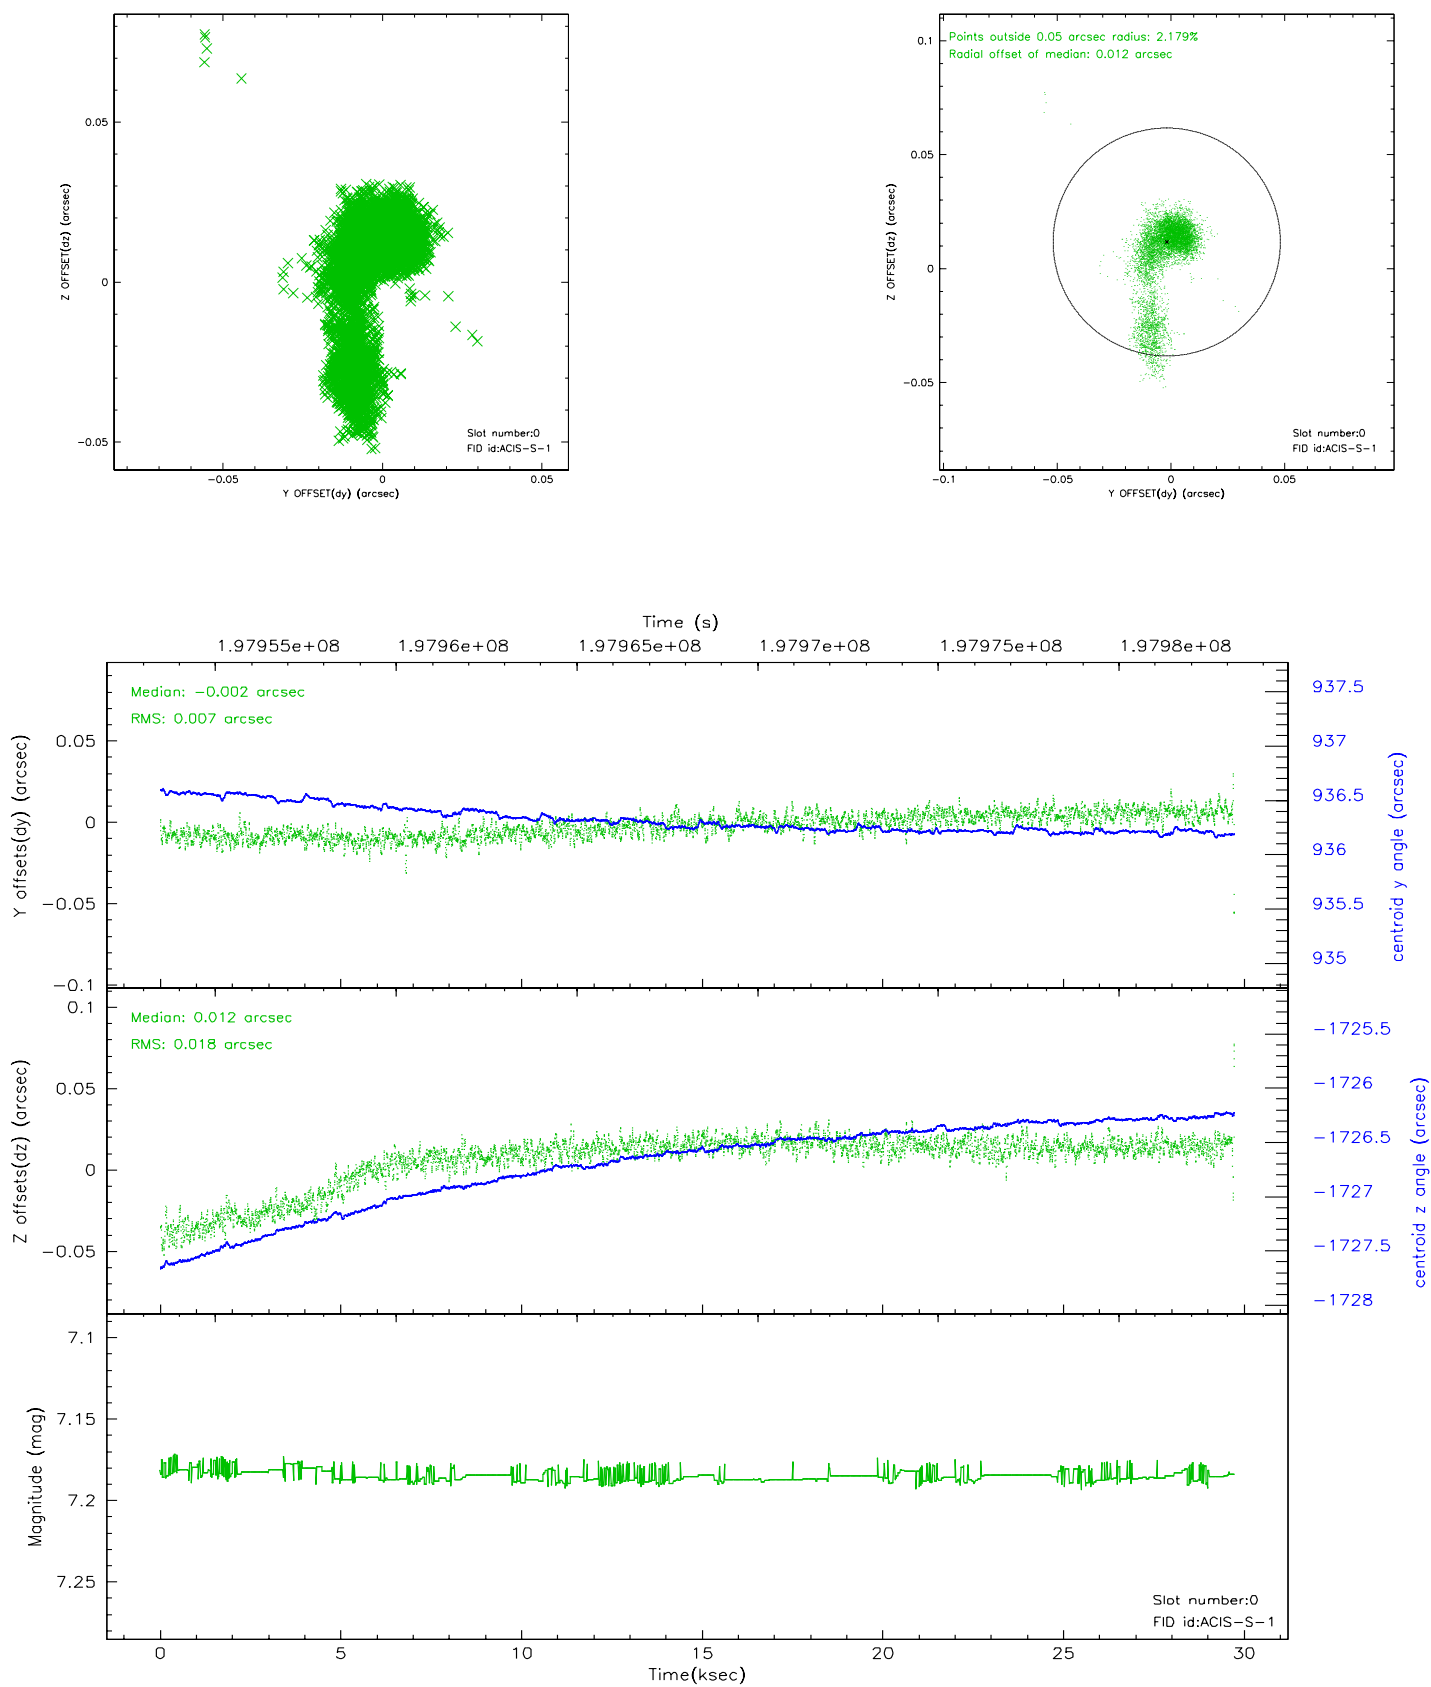 0.05
0
−0.05
Z OFFSET(dz) (arcsec)
Slot number:0
FID id:ACIS−S−1
−0.05
0
0.05
Y OFFSET(dy) (arcsec)
Points outside 0.05 arcsec radius: 2.179%
Radial offset of median: 0.012 arcsec
0.1
0.05
0
−0.05
Z OFFSET(dz) (arcsec)
Slot number:0
FID id:ACIS−S−1
−0.1
−0.05
0
0.05
Y OFFSET(dy) (arcsec)
Time (s)
1.97955e+08
1.9796e+08
1.97965e+08
1.9797e+08
1.97975e+08
1.9798e+08
Median: −0.002 arcsec
RMS: 0.007 arcsec
0.05
0
−0.05
−0.1
Y offsets(dy) (arcsec)
937.5
937
936.5
936
935.5
935
centroid y angle (arcsec)
Median: 0.012 arcsec
RMS: 0.018 arcsec
0.1
0.05
0
−0.05
Z offsets(dz) (arcsec)
−1725.5
−1726
−1726.5
−1727
−1727.5
−1728
centroid z angle (arcsec)
7.1
7.15
7.2
7.25
Magnitude (mag)
Slot number:0
FID id:ACIS−S−1
0
5
10
15
20
25
30
Time(ksec)